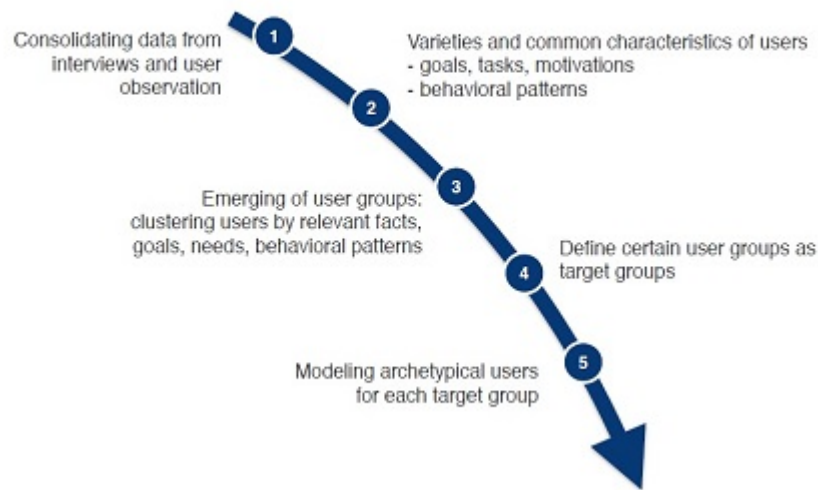 1
Consolidating data from
interviews and user
observation
2
Varieties and common characteristics of users
- goals, tasks, motivations
- behavioral patterns
3
Emerging of user groups:
clustering users by relevant facts,
goals, needs, behavioral patterns
4
Define certain user groups as
target groups
5
Modeling archetypical users
for each target group